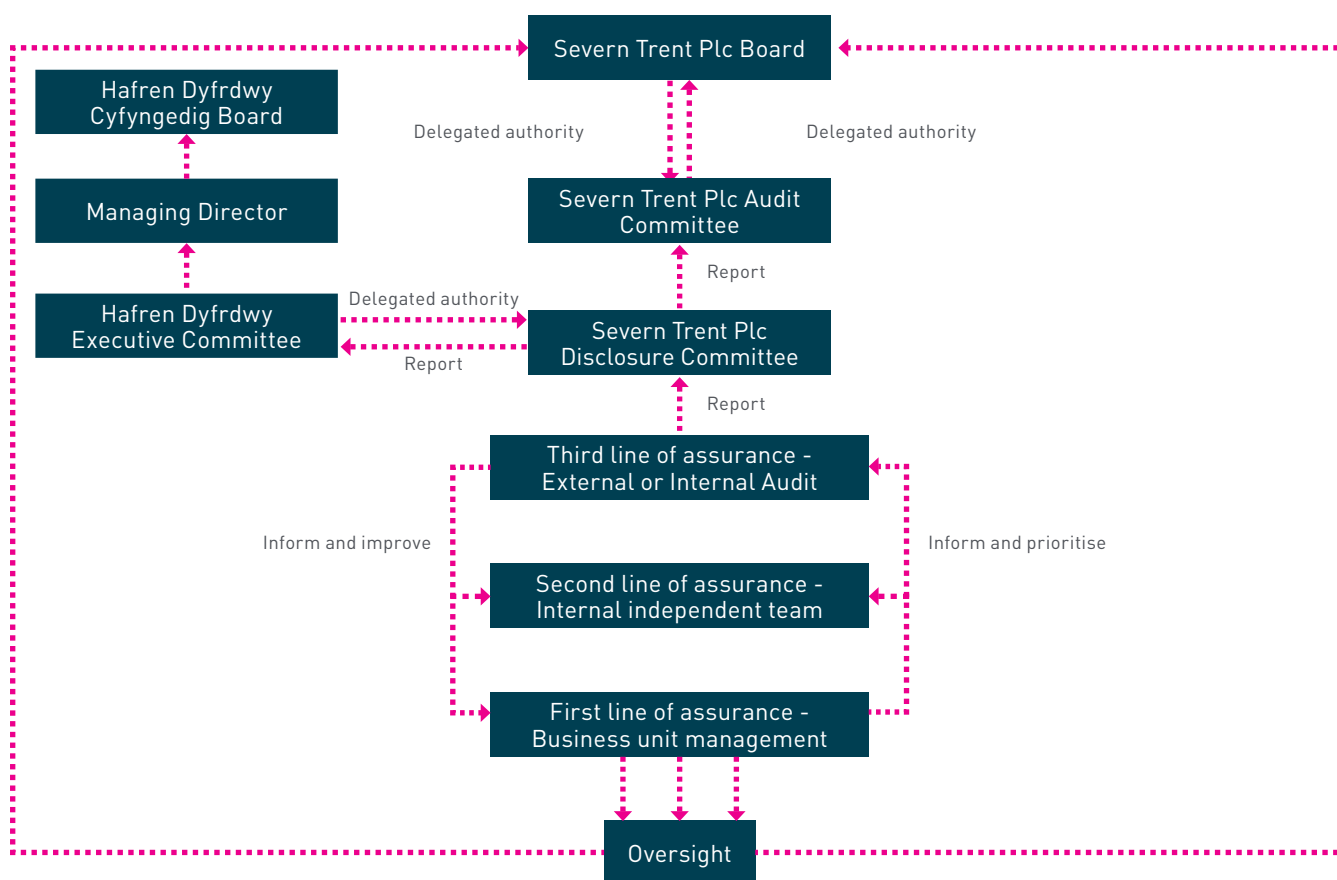 Severn Trent Plc Board
Hafren Dyfrdwy
Cyfyngedig Board
Delegated authority
Delegated authority
Managing Director
Severn Trent Plc Audit
Committee
Report
Hafren Dyfrdwy
Executive Committee
Delegated authority
Report
Severn Trent Plc
Disclosure Committee
Report
Third line of assurance -
External or Internal Audit
Inform and improve
Inform and prioritise
Second line of assurance -
Internal independent team
First line of assurance -
Business unit management
Oversight